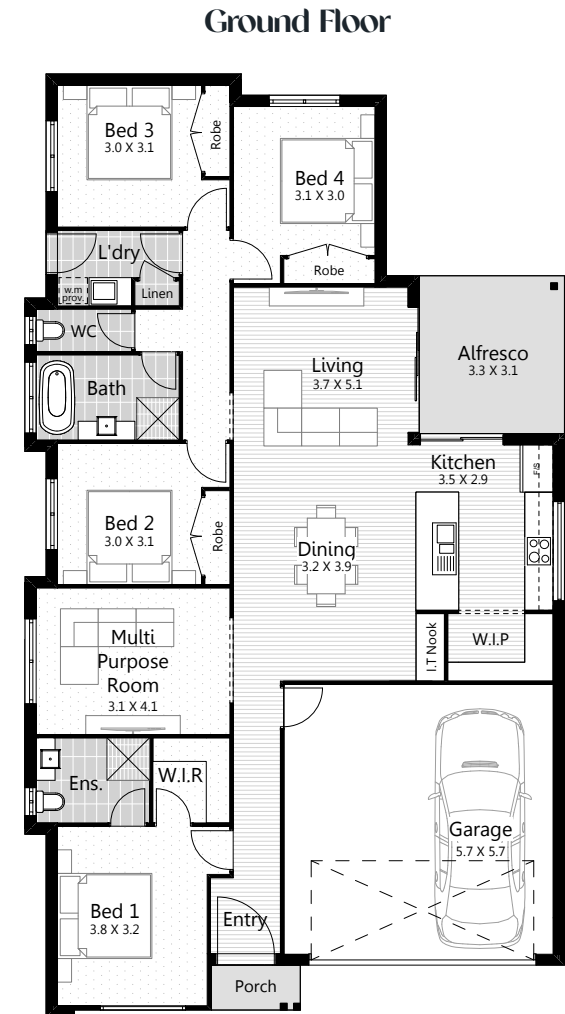 Ground Floor
Bed 3
3.0 X 3.1
Robe
Bed 4
3.1 X 3.0
Robe
L'dry
w.m
prov.
Linen
WC
Bath
Living
3.7 X 5.1
Alfresco
3.3 X 3.1
Kitchen
3.5 X 2.9
F/S
Bed 2
3.0 X 3.1
Robe
Dining
3.2 X 3.9
Multi
Purpose
Room
3.1 X 4.1
I.T Nook
W.I.P
Ens.
W.I.R
Garage
5.7 X 5.7
Bed 1
3.8 X 3.2
Entry
Porch